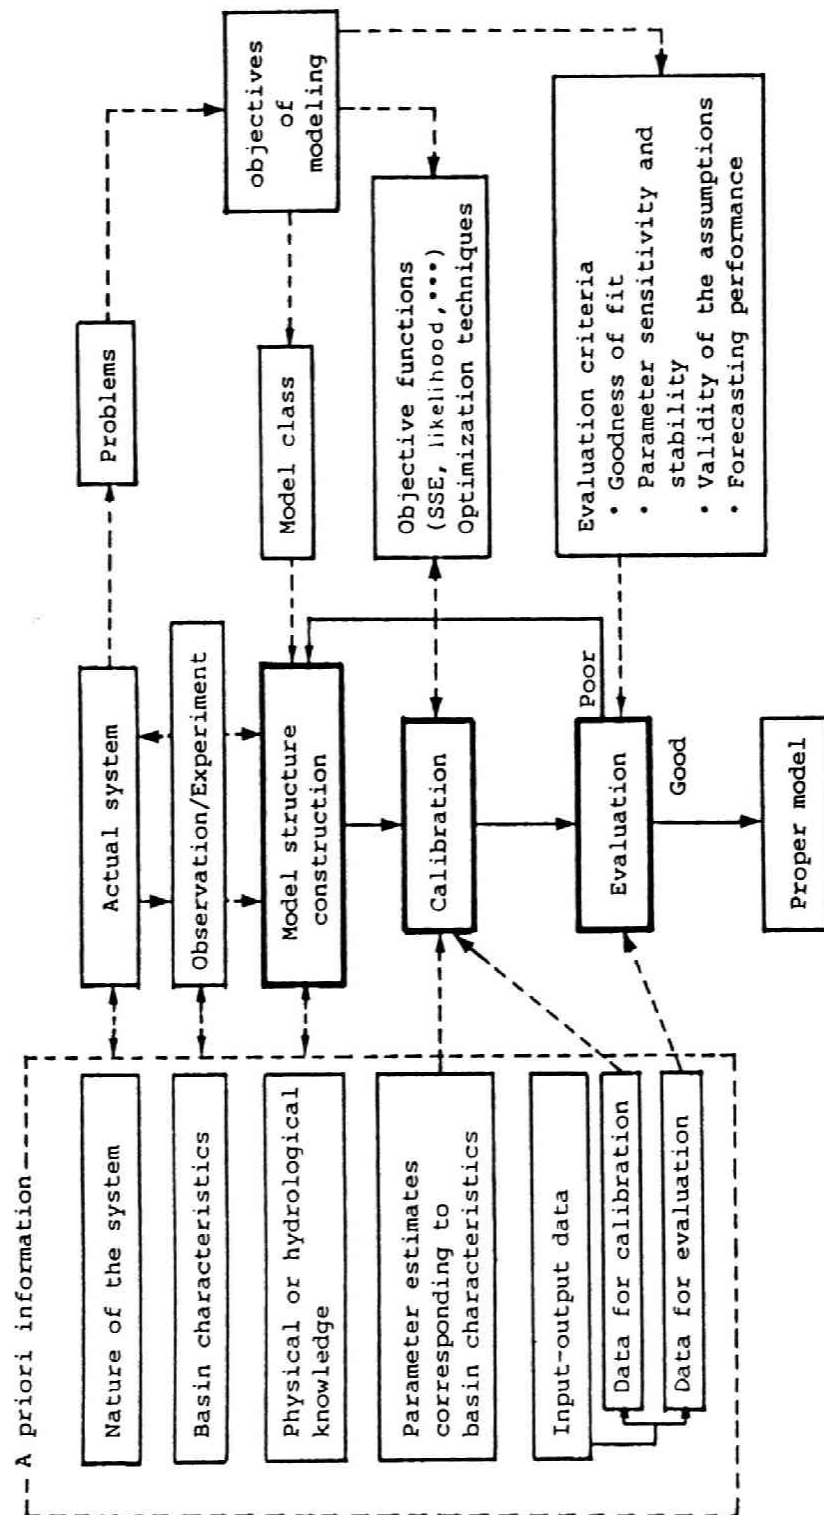 A priori information
Nature of the system
Basin characteristics
Physical or hydrological
knowledge
Parameter estimates
corresponding to
basin characteristics
Input-output data
Data for calibration
Data for evaluation
Actual system
Observation/Experiment
Model structure
construction
Calibration
Evaluation
Poor
Good
Proper model
Problems
objectives
of
modeling
Model class
Objective functions
(SSE, likelihood,•••)
Optimization techniques
Evaluation criteria
• Goodness of fit
• Parameter sensitivity and
stability
• Validity of the assumptions
• Forecasting performance